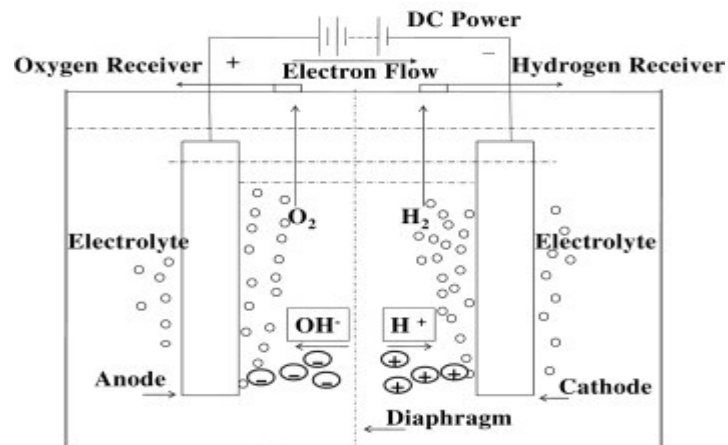 DC Power
Oxygen Receiver
+
−
Electron Flow
Hydrogen Receiver
O2
H2
Electrolyte
Electrolyte
OH-
H +
Anode
Cathode
Diaphragm